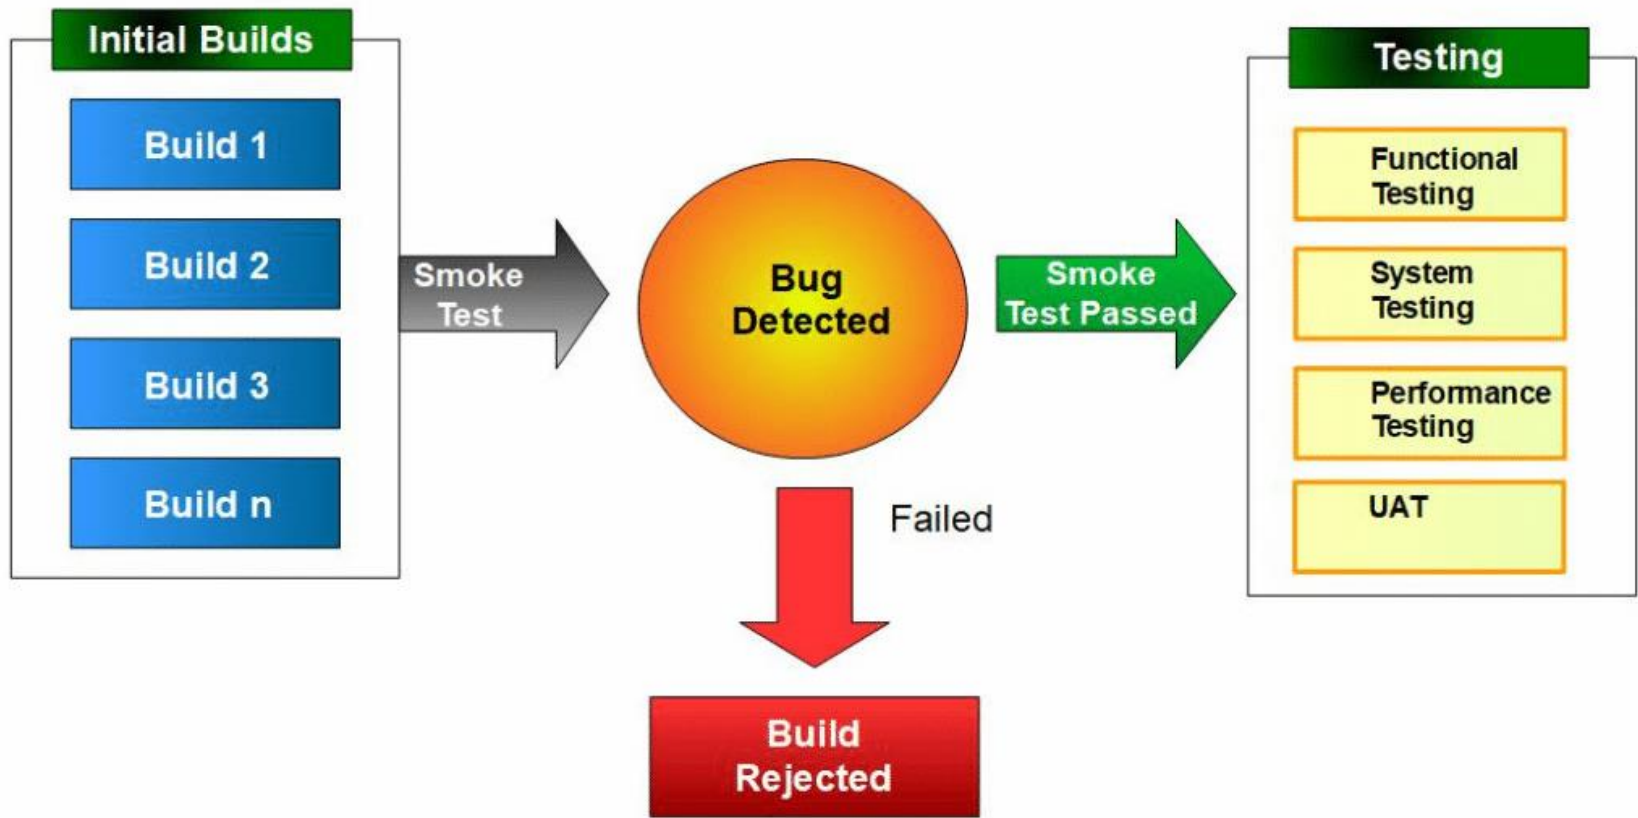 Initial Builds
Build 1
Build 2
Build 3
Build n
Smoke
Test
Bug
Detected
Smoke
Test Passed
Failed
Build
Rejected
Testing
Functional
Testing
System
Testing
Performance
Testing
UAT